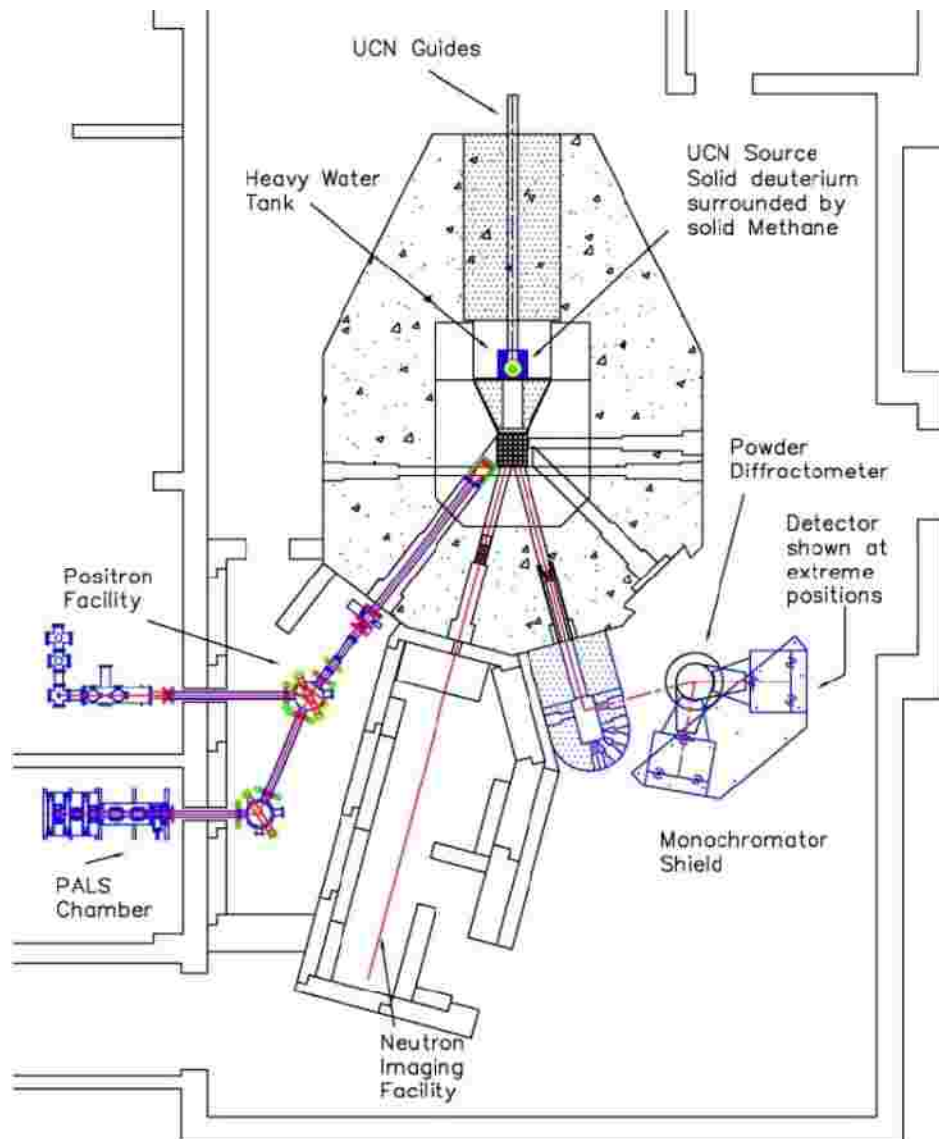 UCN Guides
Heavy Water
Tank
UCN Source
Solid deuterium
surrounded by
solid Methane
Powder
Diffractometer
Detector
shown at
extreme
positions
Positron
Facility
Monochromator
Shield
PALS
Chamber
Neutron
Imaging
Facility